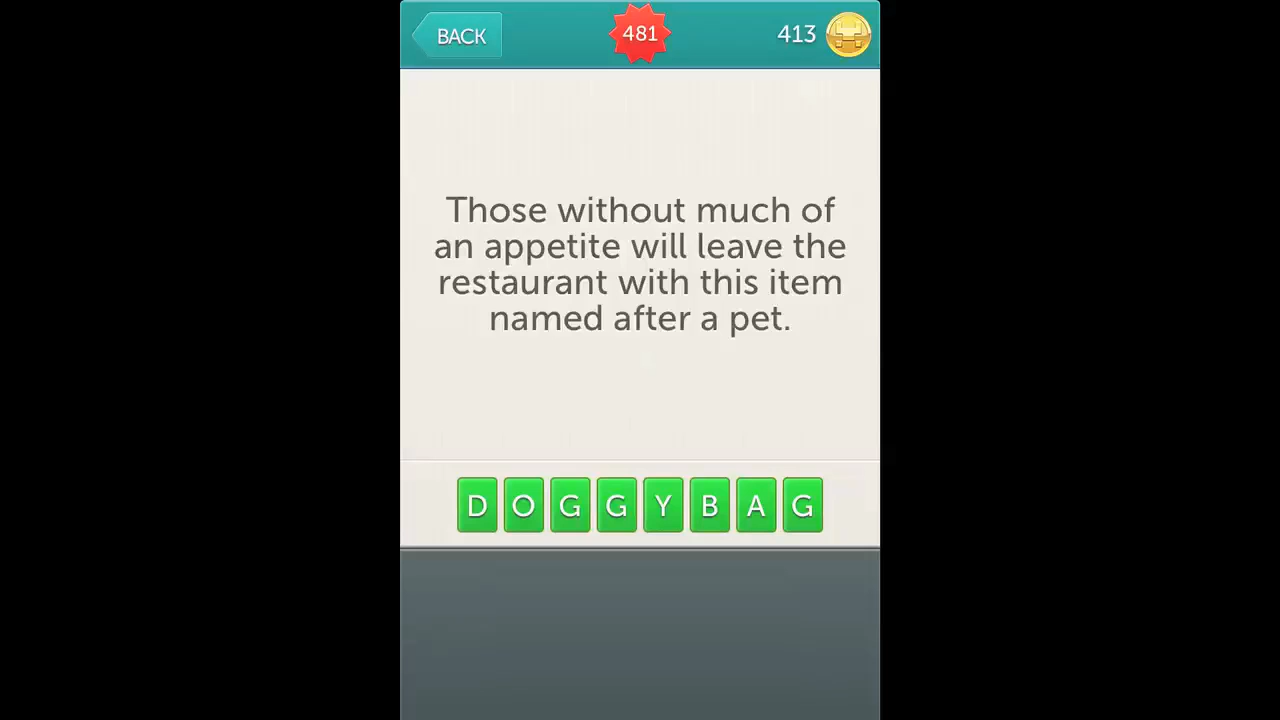 BACK
481
413
Those without much of
an appetite will leave the
restaurant with this item
named after a pet.
DOGGYBAG